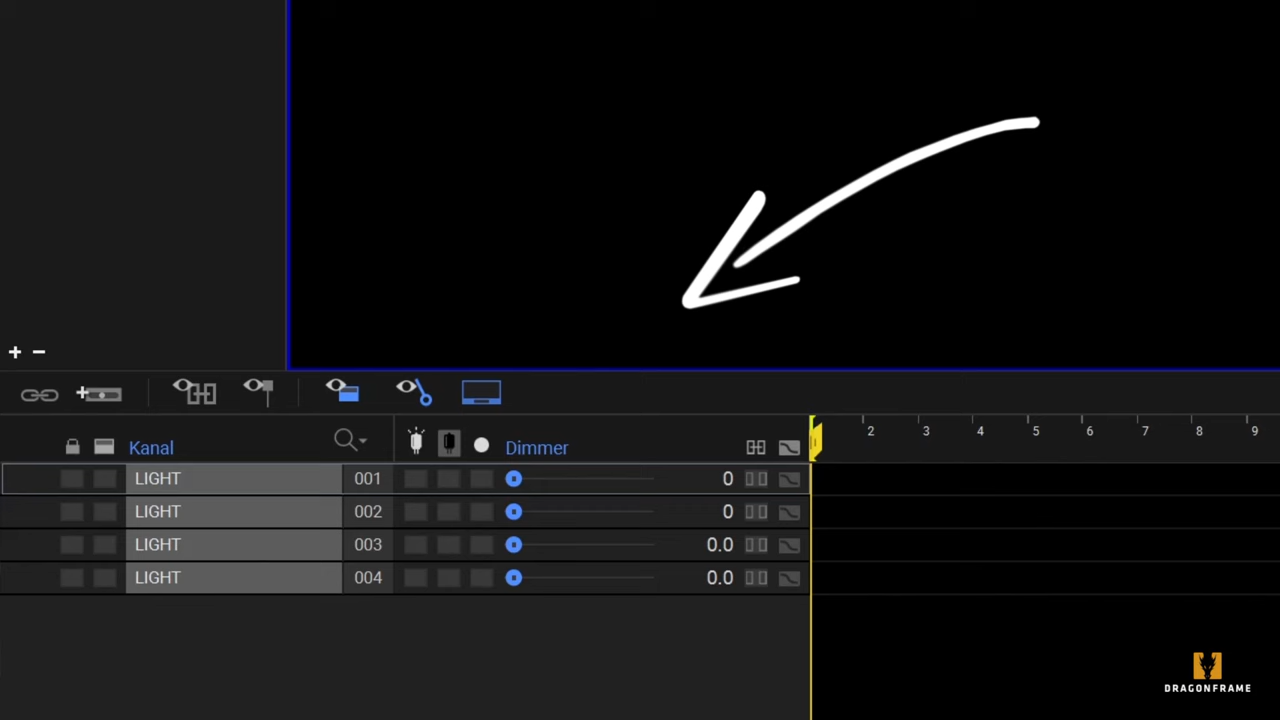 + −
Kanal Dimmer 2 3 4 5 6 7 8 9
LIGHT 001 0
LIGHT 002 0
LIGHT 003 0.0
LIGHT 004 0.0
DRAGONFRAME